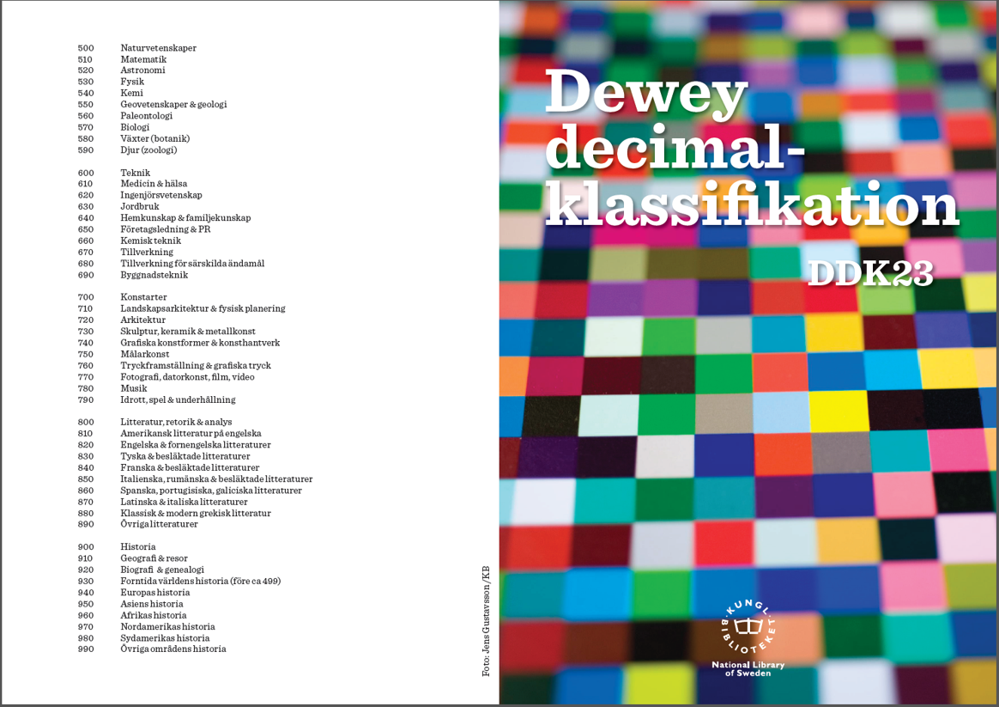 500 Naturvetenskaper
510 Matematik
520 Astronomi
530 Fysik
540 Kemi
550 Geovetenskaper & geologi
560 Paleontologi
570 Biologi
580 Växter (botanik)
590 Djur (zoologi)
600 Teknik
610 Medicin & hälsa
620 Ingenjörsvetenskap
630 Jordbruk
640 Hemkunskap & familjekunskap
650 Företagsledning & PR
660 Kemisk teknik
670 Tillverkning
680 Tillverkning för särskilda ändamål
690 Byggnadsteknik
700 Konstarter
710 Landskapsarkitektur & fysisk planering
720 Arkitektur
730 Skulptur, keramik & metallkonst
740 Grafiska konstformer & konsthantverk
750 Målarkonst
760 Tryckframställning & grafiska tryck
770 Fotografi, datorkonst, film, video
780 Musik
790 Idrott, spel & underhållning
800 Litteratur, retorik & analys
810 Amerikansk litteratur på engelska
820 Engelska & fornengelska litteraturer
830 Tyska & besläktade litteraturer
840 Franska & besläktade litteraturer
850 Italienska, rumänska & besläktade litteraturer
860 Spanska, portugisiska, galiciska litteraturer
870 Latinska & italiska litteraturer
880 Klassisk & modern grekisk litteratur
890 Övriga litteraturer
900 Historia
910 Geografi & resor
920 Biografi & genealogi
930 Forntida världens historia (före ca 499)
940 Europas historia
950 Asiens historia
960 Afrikas historia
970 Nordamerikas historia
980 Sydamerikas historia
990 Övriga områdens historia
Foto: Jens Gustavsson/KB
Dewey
decimal-
klassifikation
DDK23
KUNGL. BIBLIOTEKET
National Library
of Sweden